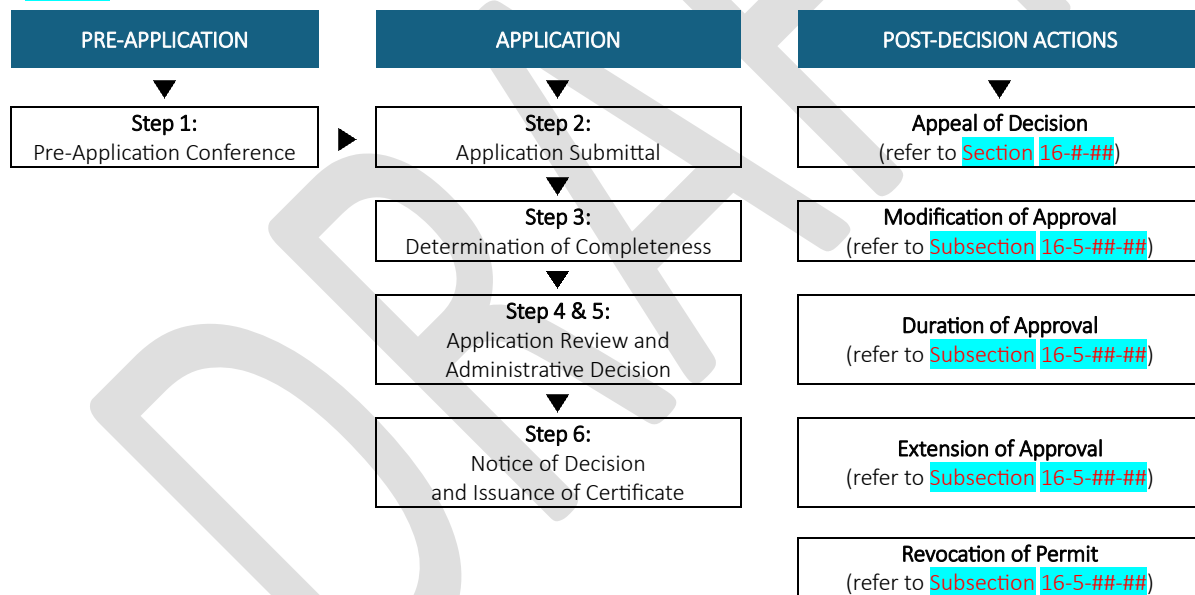 PRE-APPLICATION
Step 1:
Pre-Application Conference
APPLICATION
Step 2:
Application Submittal
Step 3:
Determination of Completeness
Step 4 & 5:
Application Review and
Administrative Decision
Step 6:
Notice of Decision
and Issuance of Certificate
POST-DECISION ACTIONS
Appeal of Decision
(refer to Section 16-#-##)
Modification of Approval
(refer to Subsection 16-5-##-##)
Duration of Approval
(refer to Subsection 16-5-##-##)
Extension of Approval
(refer to Subsection 16-5-##-##)
Revocation of Permit
(refer to Subsection 16-5-##-##)